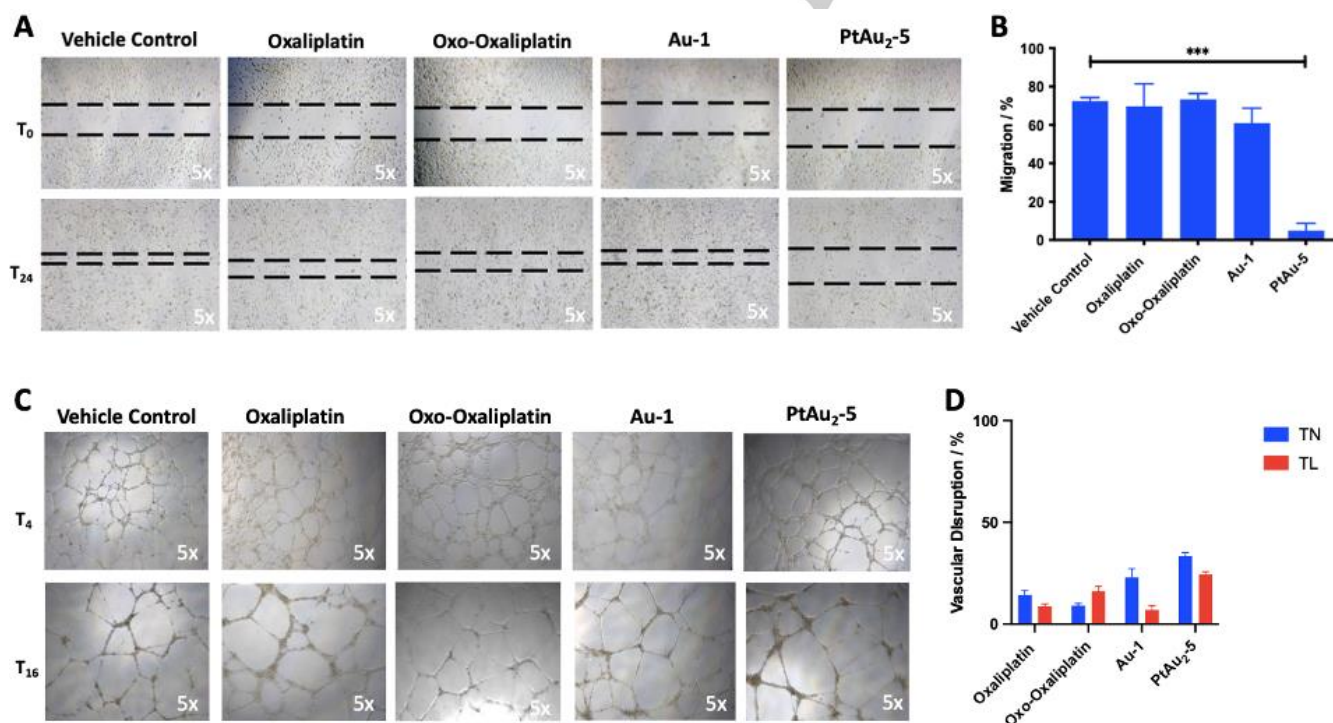 A
Vehicle Control Oxaliplatin Oxo-Oxaliplatin Au-1 PtAu₂-5
T₀
5x 5x 5x 5x 5x
T₂₄
5x 5x 5x 5x 5x
B
***
Migration / %
100
80
60
40
20
0
Vehicle Control
Oxaliplatin
Oxo-Oxaliplatin
Au-1
PtAu-5
C
Vehicle Control Oxaliplatin Oxo-Oxaliplatin Au-1 PtAu₂-5
T₄
5x 5x 5x 5x 5x
T₁₆
5x 5x 5x 5x 5x
D
Vascular Disruption / %
100
50
0
Oxaliplatin
Oxo-Oxaliplatin
Au-1
PtAu₂-5
TN
TL